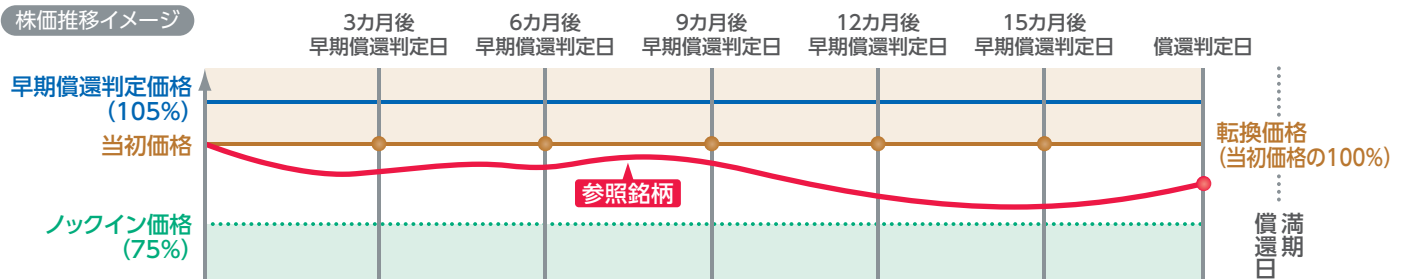 株価推移イメージ
3カ月後
早期償還判定日
6カ月後
早期償還判定日
9カ月後
早期償還判定日
12カ月後
早期償還判定日
15カ月後
早期償還判定日
償還判定日
早期償還判定価格
(105%)
当初価格
転換価格
(当初価格の100%)
参照銘柄
ノックイン価格
(75%)
満期
償還日